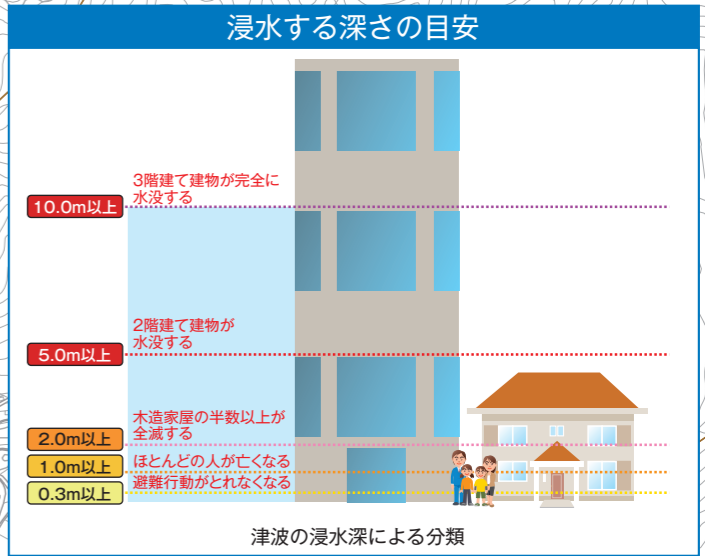 浸水する深さの目安
3階建て建物が完全に
水没する
10.0m以上
2階建て建物が
水没する
5.0m以上
木造家屋の半数以上が
全滅する
2.0m以上
ほとんどの人が亡くなる
1.0m以上
避難行動がとれなくなる
0.3m以上
津波の浸水深による分類